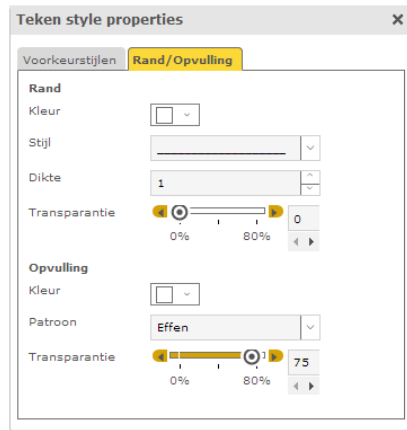 Teken style properties
Voorkeurstijlen Rand/Opvulling
Rand
Kleur
Stijl
Dikte 1
Transparantie 0
0% 80%
Opvulling
Kleur
Patroon Effen
Transparantie 75
0% 80%